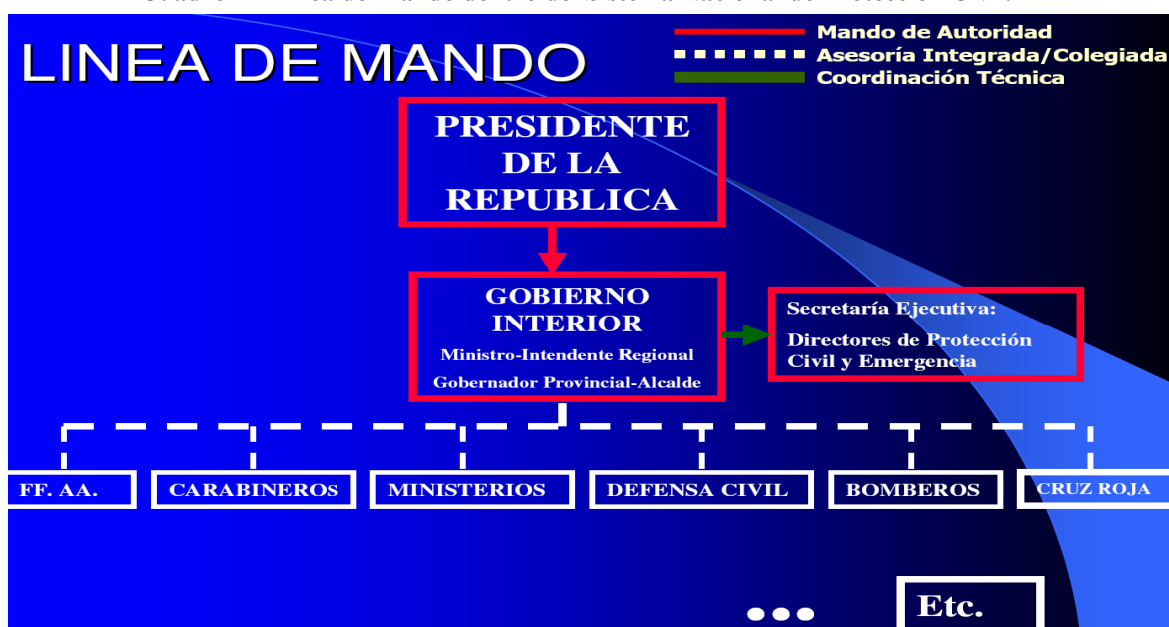 LINEA DE MANDO
Mando de Autoridad
Asesoría Integrada/Colegiada
Coordinación Técnica
PRESIDENTE
DE LA
REPUBLICA
GOBIERNO
INTERIOR
Ministro-Intendente Regional
Gobernador Provincial-Alcalde
Secretaría Ejecutiva:
Directores de Protección
Civil y Emergencia
FF. AA.
CARABINEROS
MINISTERIOS
DEFENSA CIVIL
BOMBEROS
CRUZ ROJA
...
Etc.